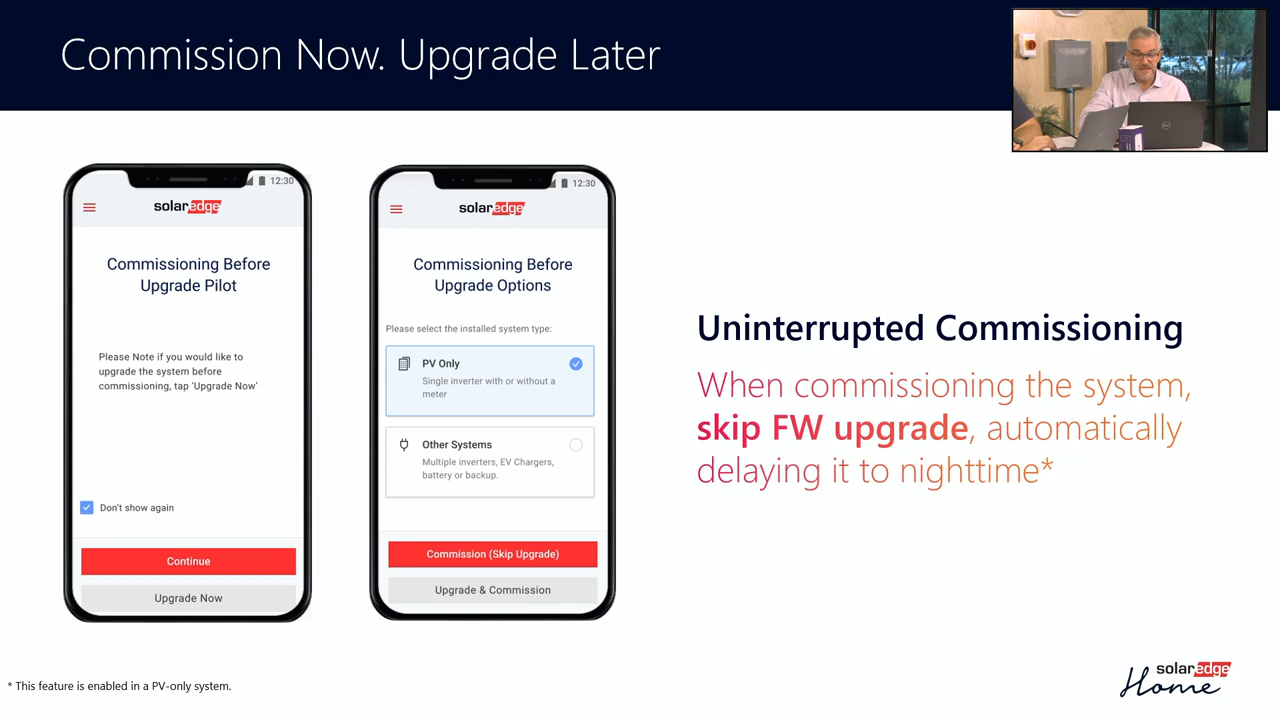 Commission Now. Upgrade Later
12:30
solaredge
Commissioning Before
Upgrade Pilot
Please Note if you would like to
upgrade the system before
commissioning, tap 'Upgrade Now'
Don't show again
Continue
Upgrade Now
12:30
solaredge
Commissioning Before
Upgrade Options
Please select the installed system type:
PV Only
Single inverter with or without a
meter
Other Systems
Multiple inverters, EV Chargers,
battery or backup.
Commission (Skip Upgrade)
Upgrade & Commission
Uninterrupted Commissioning
When commissioning the system,
skip FW upgrade, automatically
delaying it to nighttime*
* This feature is enabled in a PV-only system.
solaredge
Home